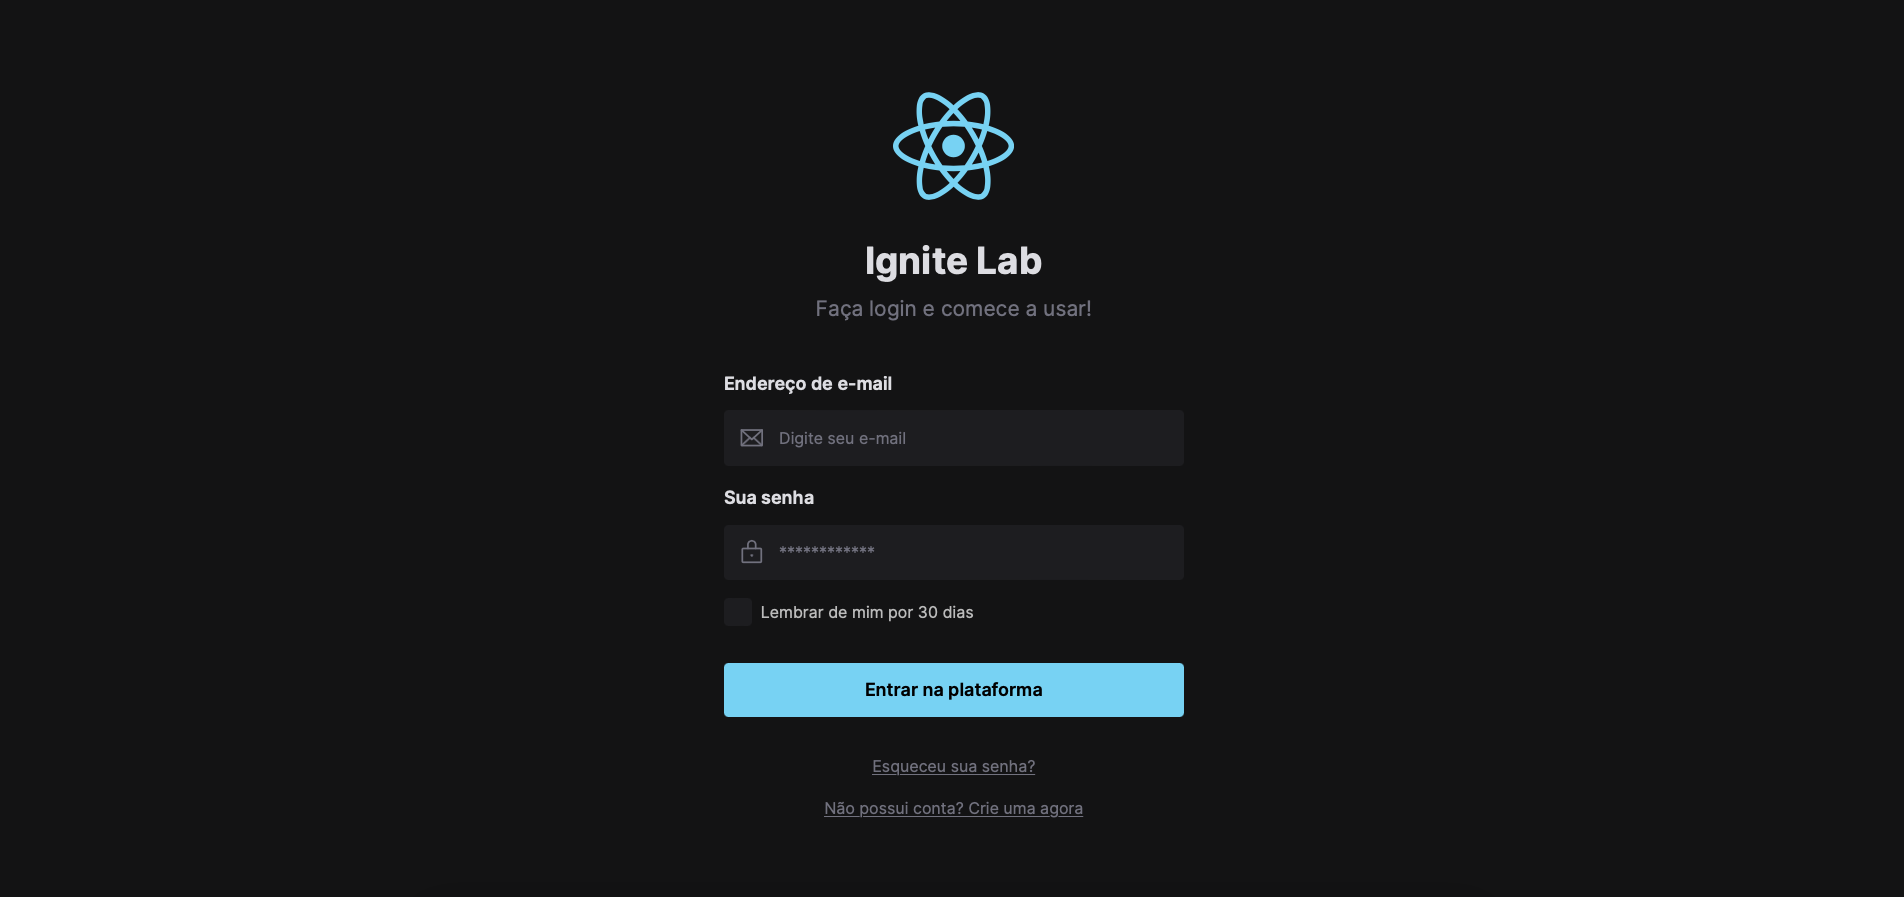 Ignite Lab
Faça login e comece a usar!
Endereço de e-mail
Digite seu e-mail
Sua senha
************
Lembrar de mim por 30 dias
Entrar na plataforma
Esqueceu sua senha?
Não possui conta? Crie uma agora